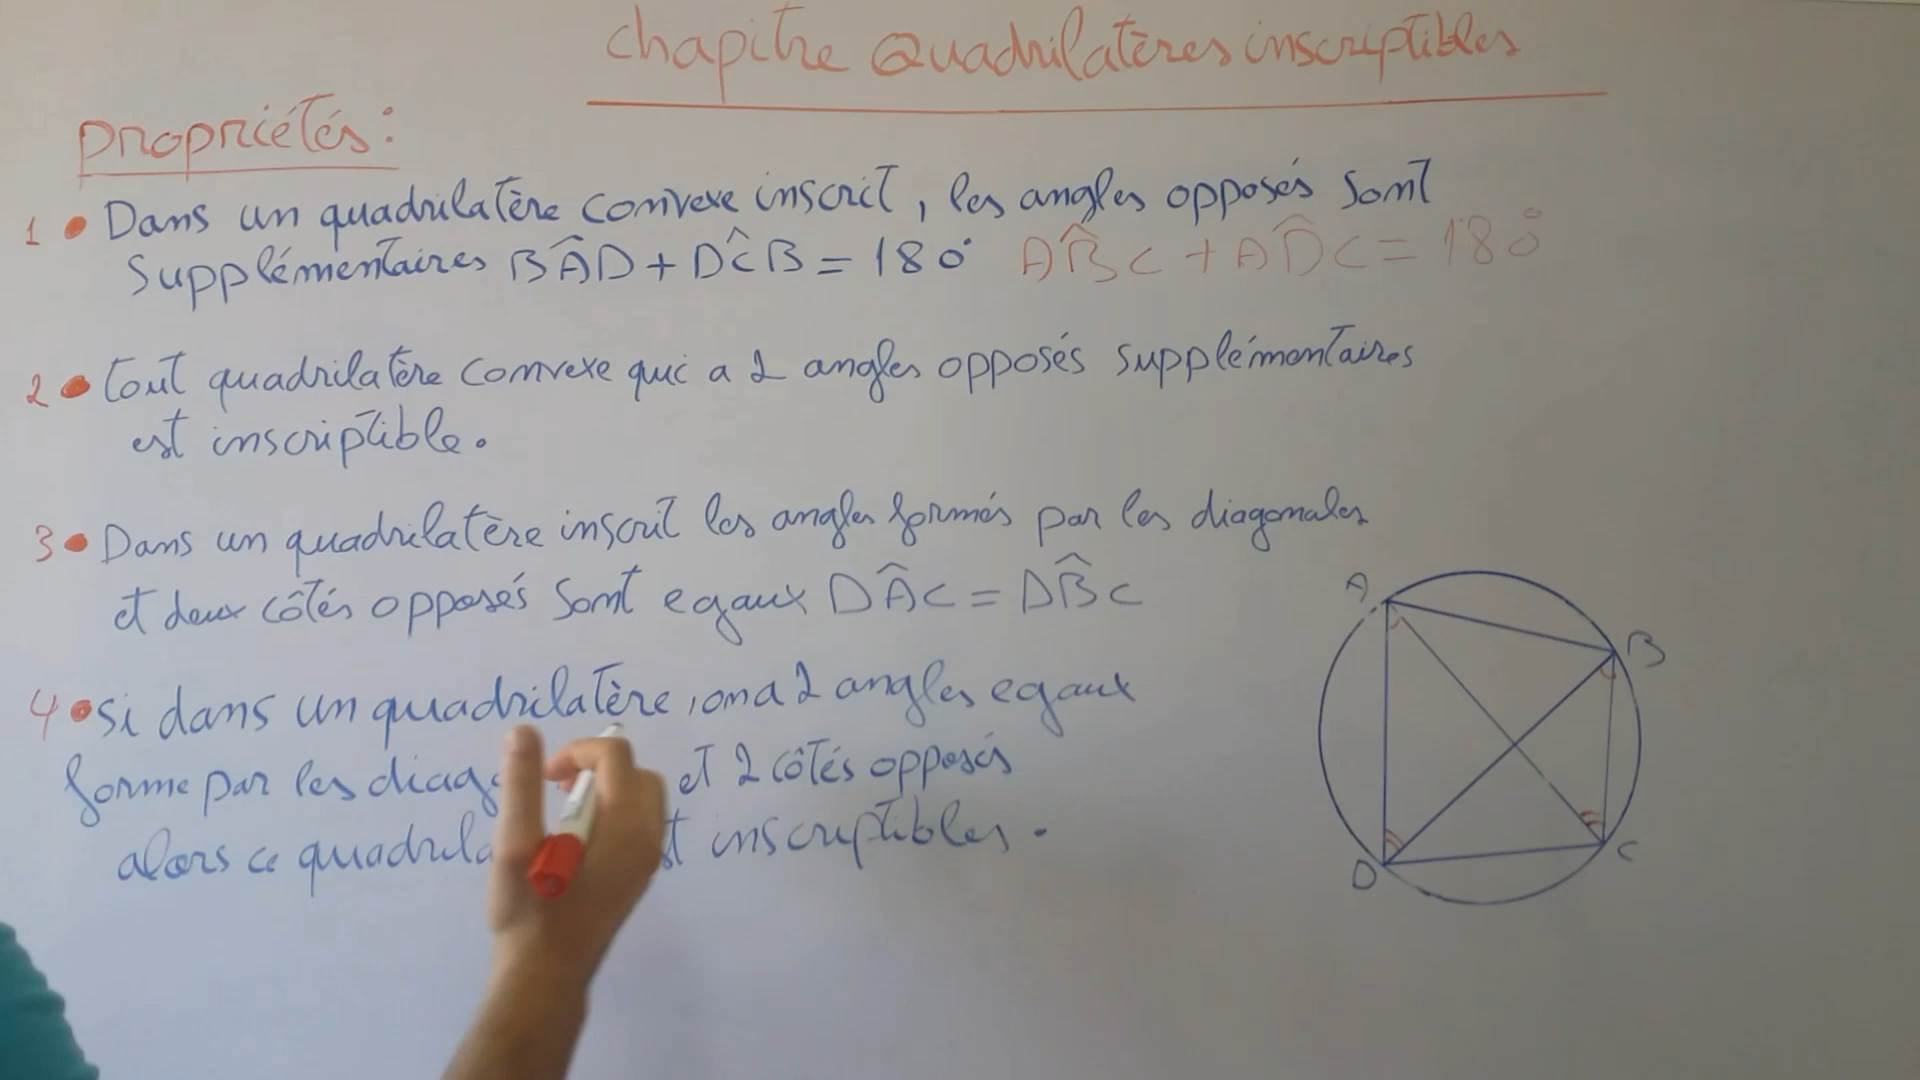 chapitre Quadrilatères inscriptibles
propriétés:
1 • Dans un quadrilatère convexe inscrit, les angles opposés sont
supplémentaires BÂD + DĈB = 180° AB̂C + AD̂C = 180°
2 • Tout quadrilatère convexe qui a 2 angles opposés supplémentaires
est inscriptible.
3 • Dans un quadrilatère inscrit les angles formés par les diagonales
et deux côtés opposés sont egaux DÂC = DB̂C
4 • si dans un quadrilatère, on a 2 angles egaux
forme par les diag et 2 côtés opposés
alors ce quadrila t inscriptibles.
A
B
D
C